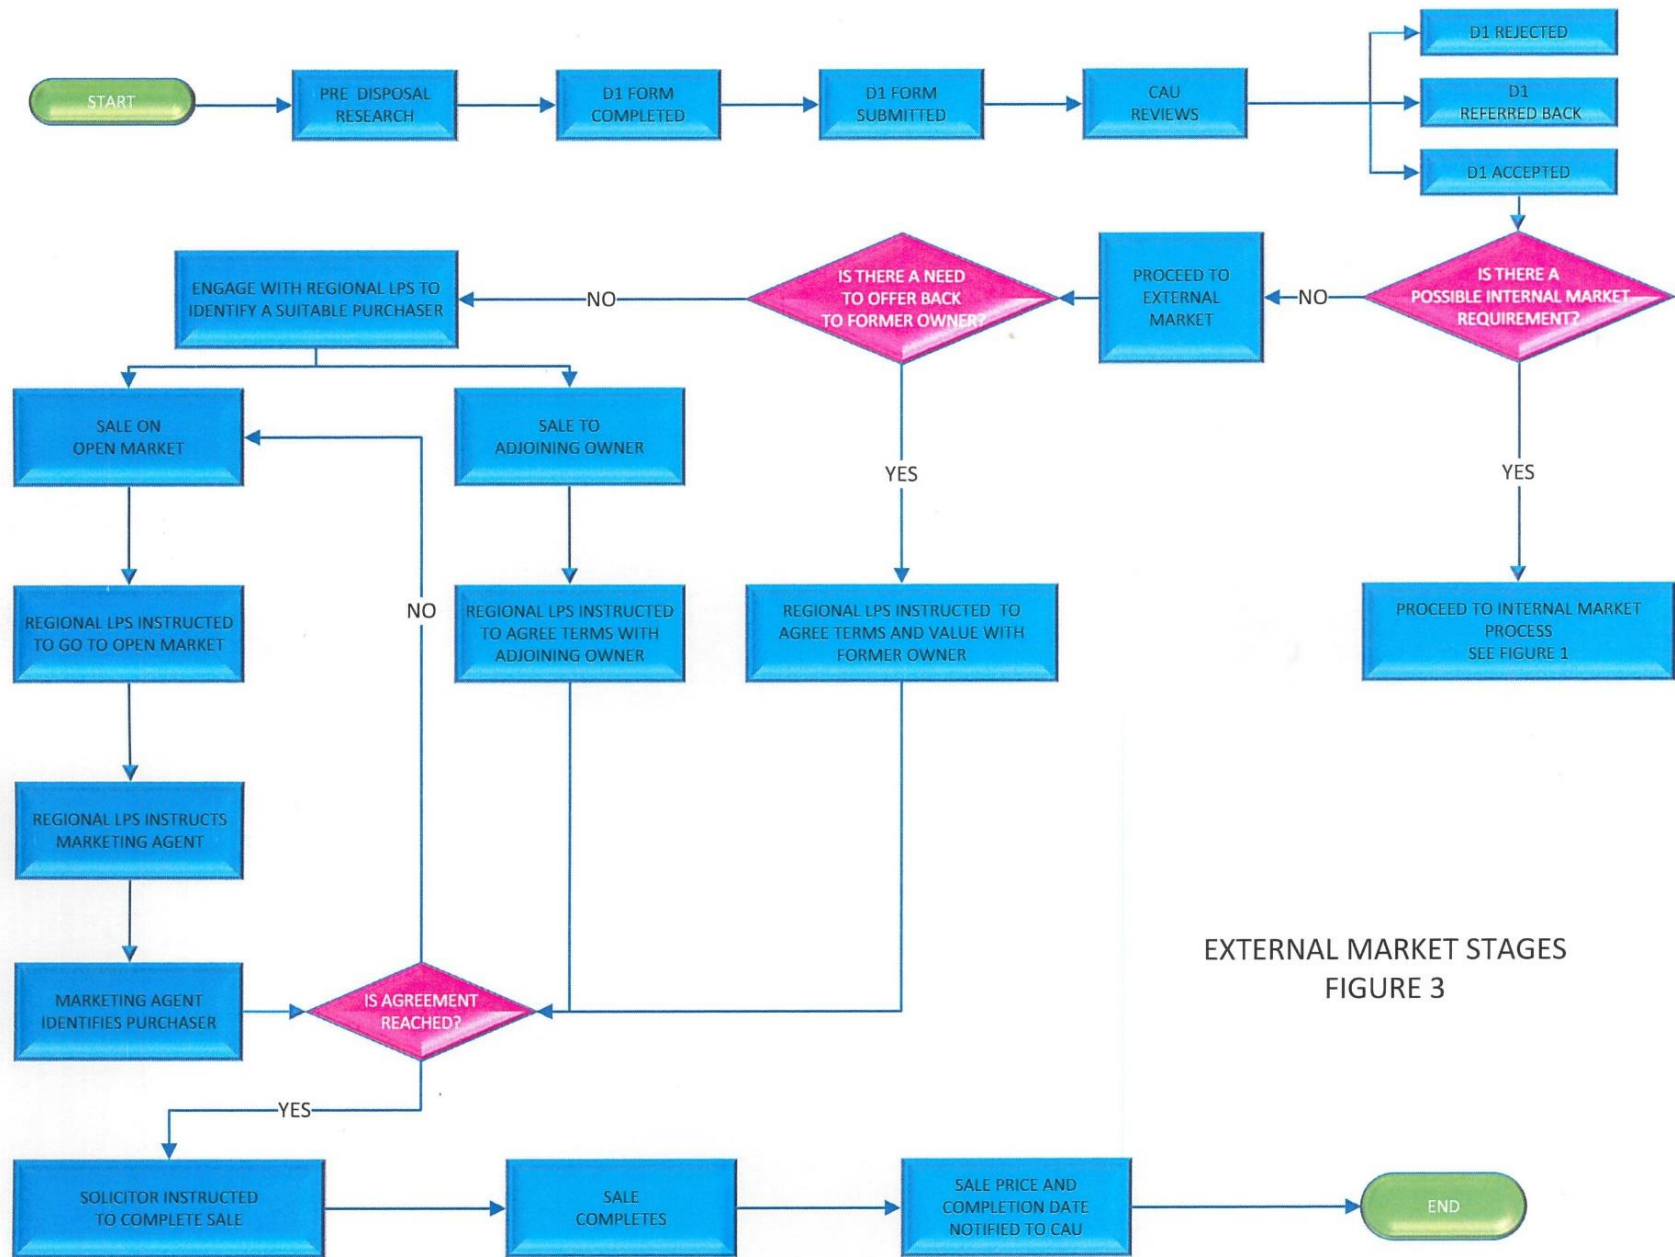 START
PRE DISPOSAL
RESEARCH
D1 FORM
COMPLETED
D1 FORM
SUBMITTED
CAU
REVIEWS
D1 REJECTED
D1
REFERRED BACK
D1 ACCEPTED
IS THERE A
POSSIBLE INTERNAL MARKET
REQUIREMENT?
NO
PROCEED TO
EXTERNAL
MARKET
IS THERE A NEED
TO OFFER BACK
TO FORMER OWNER?
NO
ENGAGE WITH REGIONAL LPS TO
IDENTIFY A SUITABLE PURCHASER
SALE ON
OPEN MARKET
SALE TO
ADJOINING OWNER
YES
YES
REGIONAL LPS INSTRUCTED
TO GO TO OPEN MARKET
NO
REGIONAL LPS INSTRUCTED
TO AGREE TERMS WITH
ADJOINING OWNER
REGIONAL LPS INSTRUCTED TO
AGREE TERMS AND VALUE WITH
FORMER OWNER
PROCEED TO INTERNAL MARKET
PROCESS
SEE FIGURE 1
REGIONAL LPS INSTRUCTS
MARKETING AGENT
MARKETING AGENT
IDENTIFIES PURCHASER
IS AGREEMENT
REACHED?
EXTERNAL MARKET STAGES
FIGURE 3
YES
SOLICITOR INSTRUCTED
TO COMPLETE SALE
SALE
COMPLETES
SALE PRICE AND
COMPLETION DATE
NOTIFIED TO CAU
END